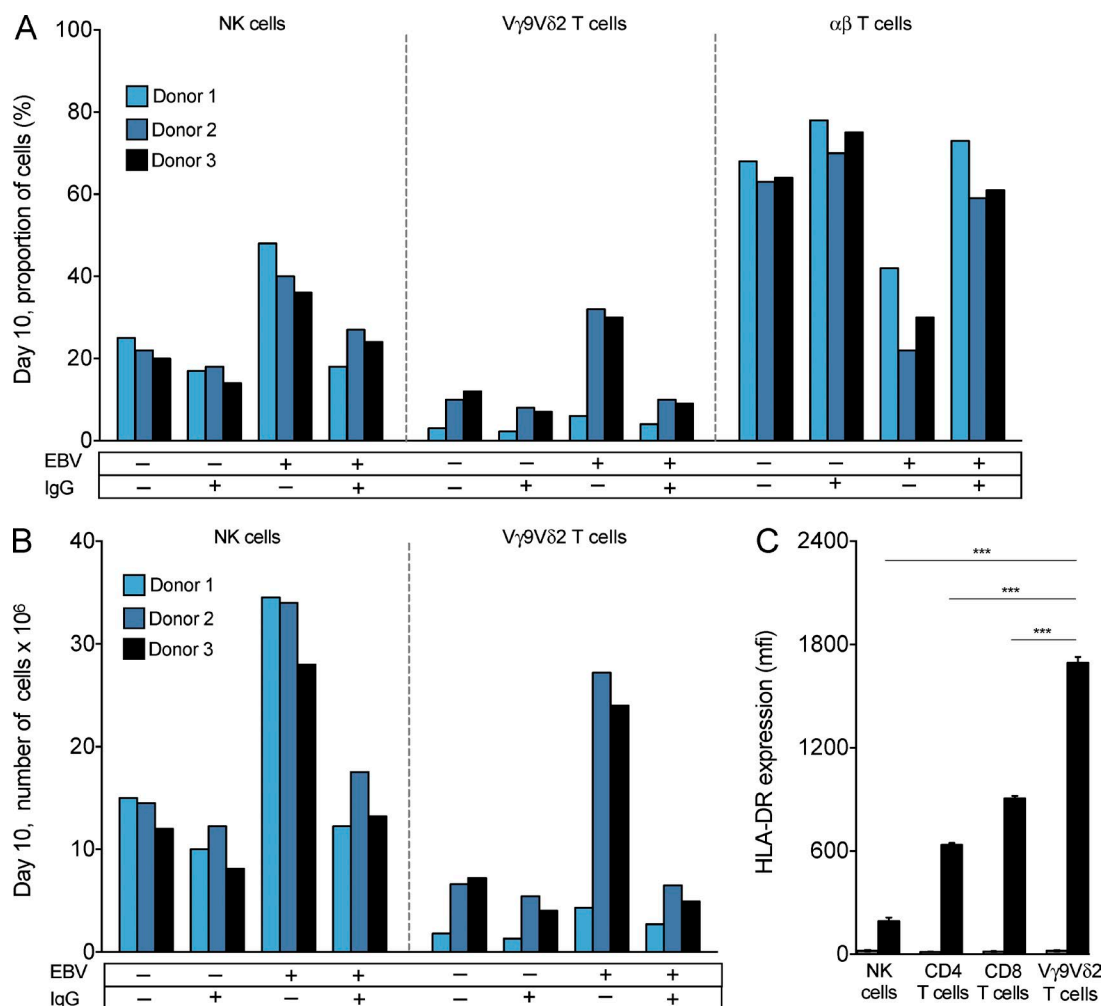 A
NK cells
Vγ9Vδ2 T cells
αβ T cells
Day 10, proportion of cells (%)
100
80
60
40
20
0
Donor 1
Donor 2
Donor 3
EBV – – + + – – + + – – + +
IgG – + – + – + – + – + – +
B
NK cells
Vγ9Vδ2 T cells
Day 10, number of cells x 10⁶
40
30
20
10
0
Donor 1
Donor 2
Donor 3
EBV – – + + – – + +
IgG – + – + – + – +
C
HLA-DR expression (mfi)
2400
1800
1200
600
0
***
***
***
NK CD4 CD8 Vγ9Vδ2
cells T cells T cells T cells